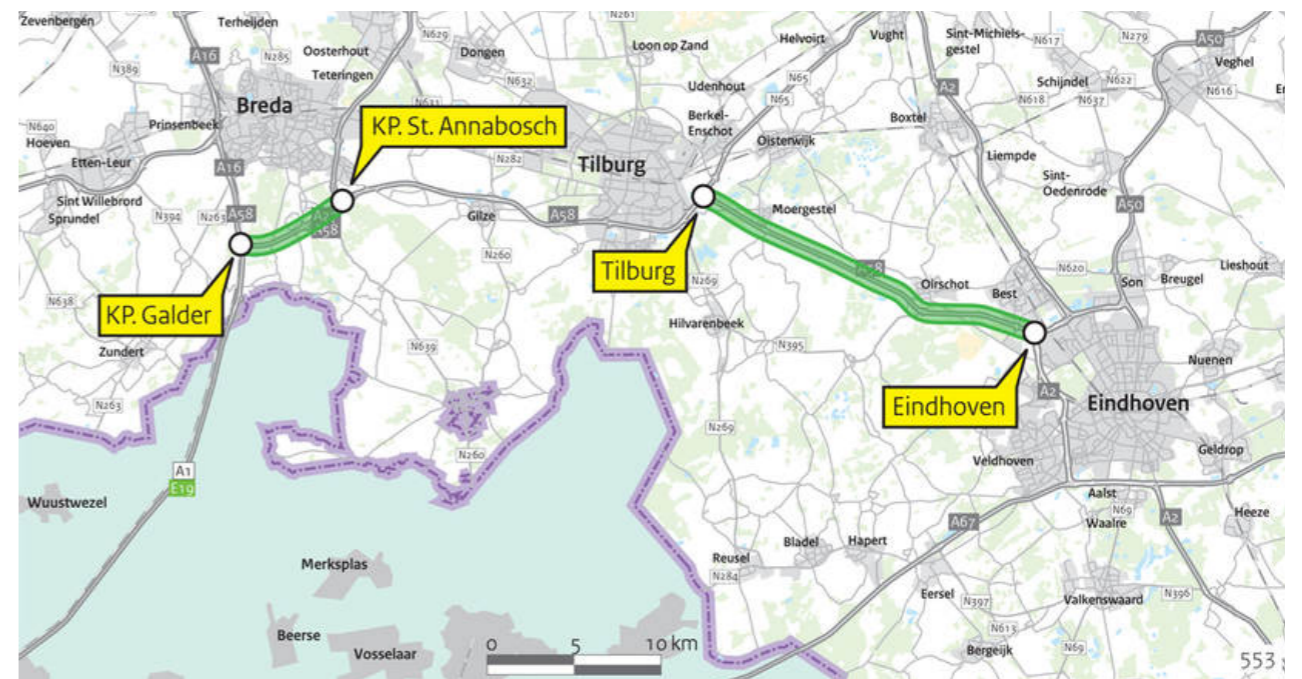 Zevenbergen
Terheijden
N261
Helvoirt
Vught
Sint-Michiels-
gestel
N617
N279
A50
Veghel
A16
N285
Oosterhout
N629
Dongen
Loon op Zand
N65
Schijndel
N622
N616
N389
Teteringen
N632
Udenhout
A2
N618
N637
Breda
N631
N65
KP. St. Annabosch
Berkel-
Enschot
Boxtel
N640
Hoeven
Prinsenbeek
Oisterwijk
Etten-Leur
A16
N282
Tilburg
Liempde
Sint-
Oedenrode
Sint Willebrord
Sprundel
N394
N263
A58
A27
A58
Gilze
A58
Moergestel
A50
N260
Tilburg
A58
N620
Lieshout
N269
Oirschot
Best
Son
Breugel
N638
KP. Galder
Hilvarenbeek
Zundert
N639
N395
Nuenen
N263
Eindhoven
A2
Eindhoven
N269
N260
Veldhoven
Geldrop
A1
E19
Wuustwezel
Aalst
N69
Waalre
A2
Heeze
A67
Bladel
Hapert
Merksplas
Reusel
N284
Eersel
N397
Valkenswaard
N396
Beerse
N613
N69
Vosselaar
0 5 10 km
Bergeijk
553